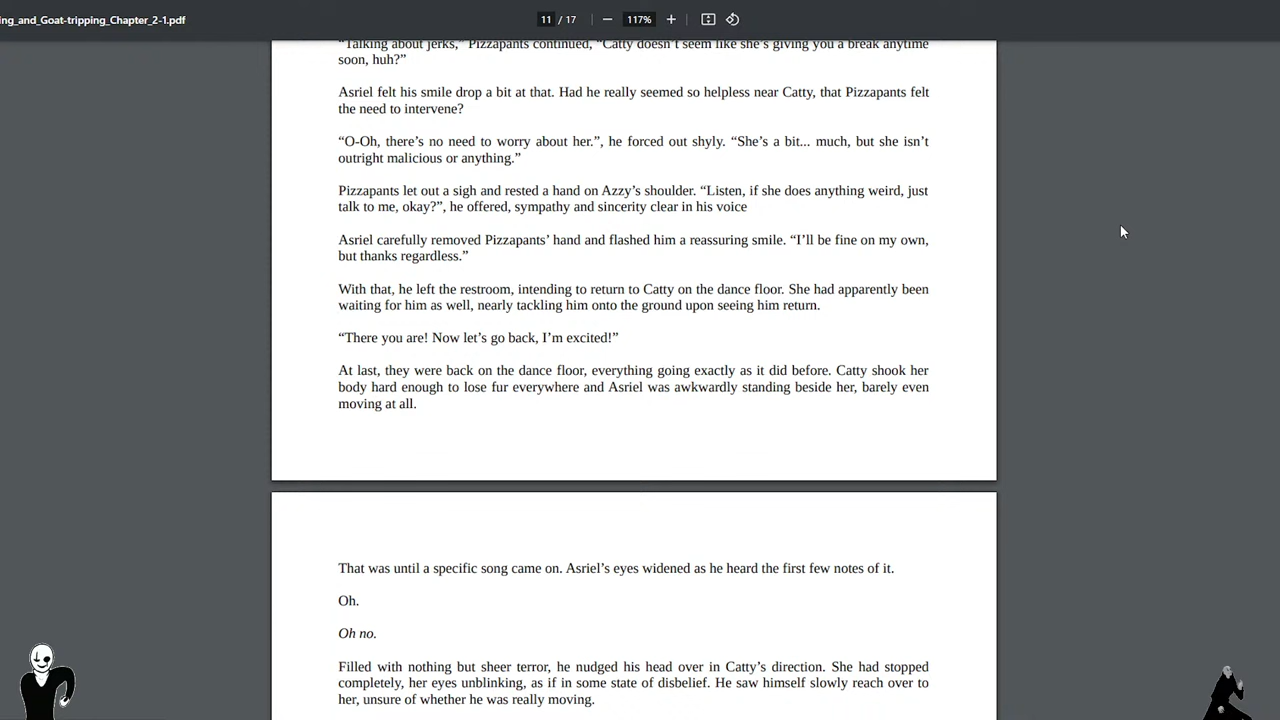 ing_and_Goat-tripping_Chapter_2-1.pdf
11 / 17
117%
“Talking about jerks,” Pizzapants continued, “Catty doesn’t seem like she’s giving you a break anytime
soon, huh?”
Asriel felt his smile drop a bit at that. Had he really seemed so helpless near Catty, that Pizzapants felt
the need to intervene?
“O-Oh, there’s no need to worry about her.”, he forced out shyly. “She’s a bit... much, but she isn’t
outright malicious or anything.”
Pizzapants let out a sigh and rested a hand on Azzy’s shoulder. “Listen, if she does anything weird, just
talk to me, okay?”, he offered, sympathy and sincerity clear in his voice
Asriel carefully removed Pizzapants’ hand and flashed him a reassuring smile. “I’ll be fine on my own,
but thanks regardless.”
With that, he left the restroom, intending to return to Catty on the dance floor. She had apparently been
waiting for him as well, nearly tackling him onto the ground upon seeing him return.
“There you are! Now let’s go back, I’m excited!”
At last, they were back on the dance floor, everything going exactly as it did before. Catty shook her
body hard enough to lose fur everywhere and Asriel was awkwardly standing beside her, barely even
moving at all.
That was until a specific song came on. Asriel’s eyes widened as he heard the first few notes of it.
Oh.
Oh no.
Filled with nothing but sheer terror, he nudged his head over in Catty’s direction. She had stopped
completely, her eyes unblinking, as if in some state of disbelief. He saw himself slowly reach over to
her, unsure of whether he was really moving.